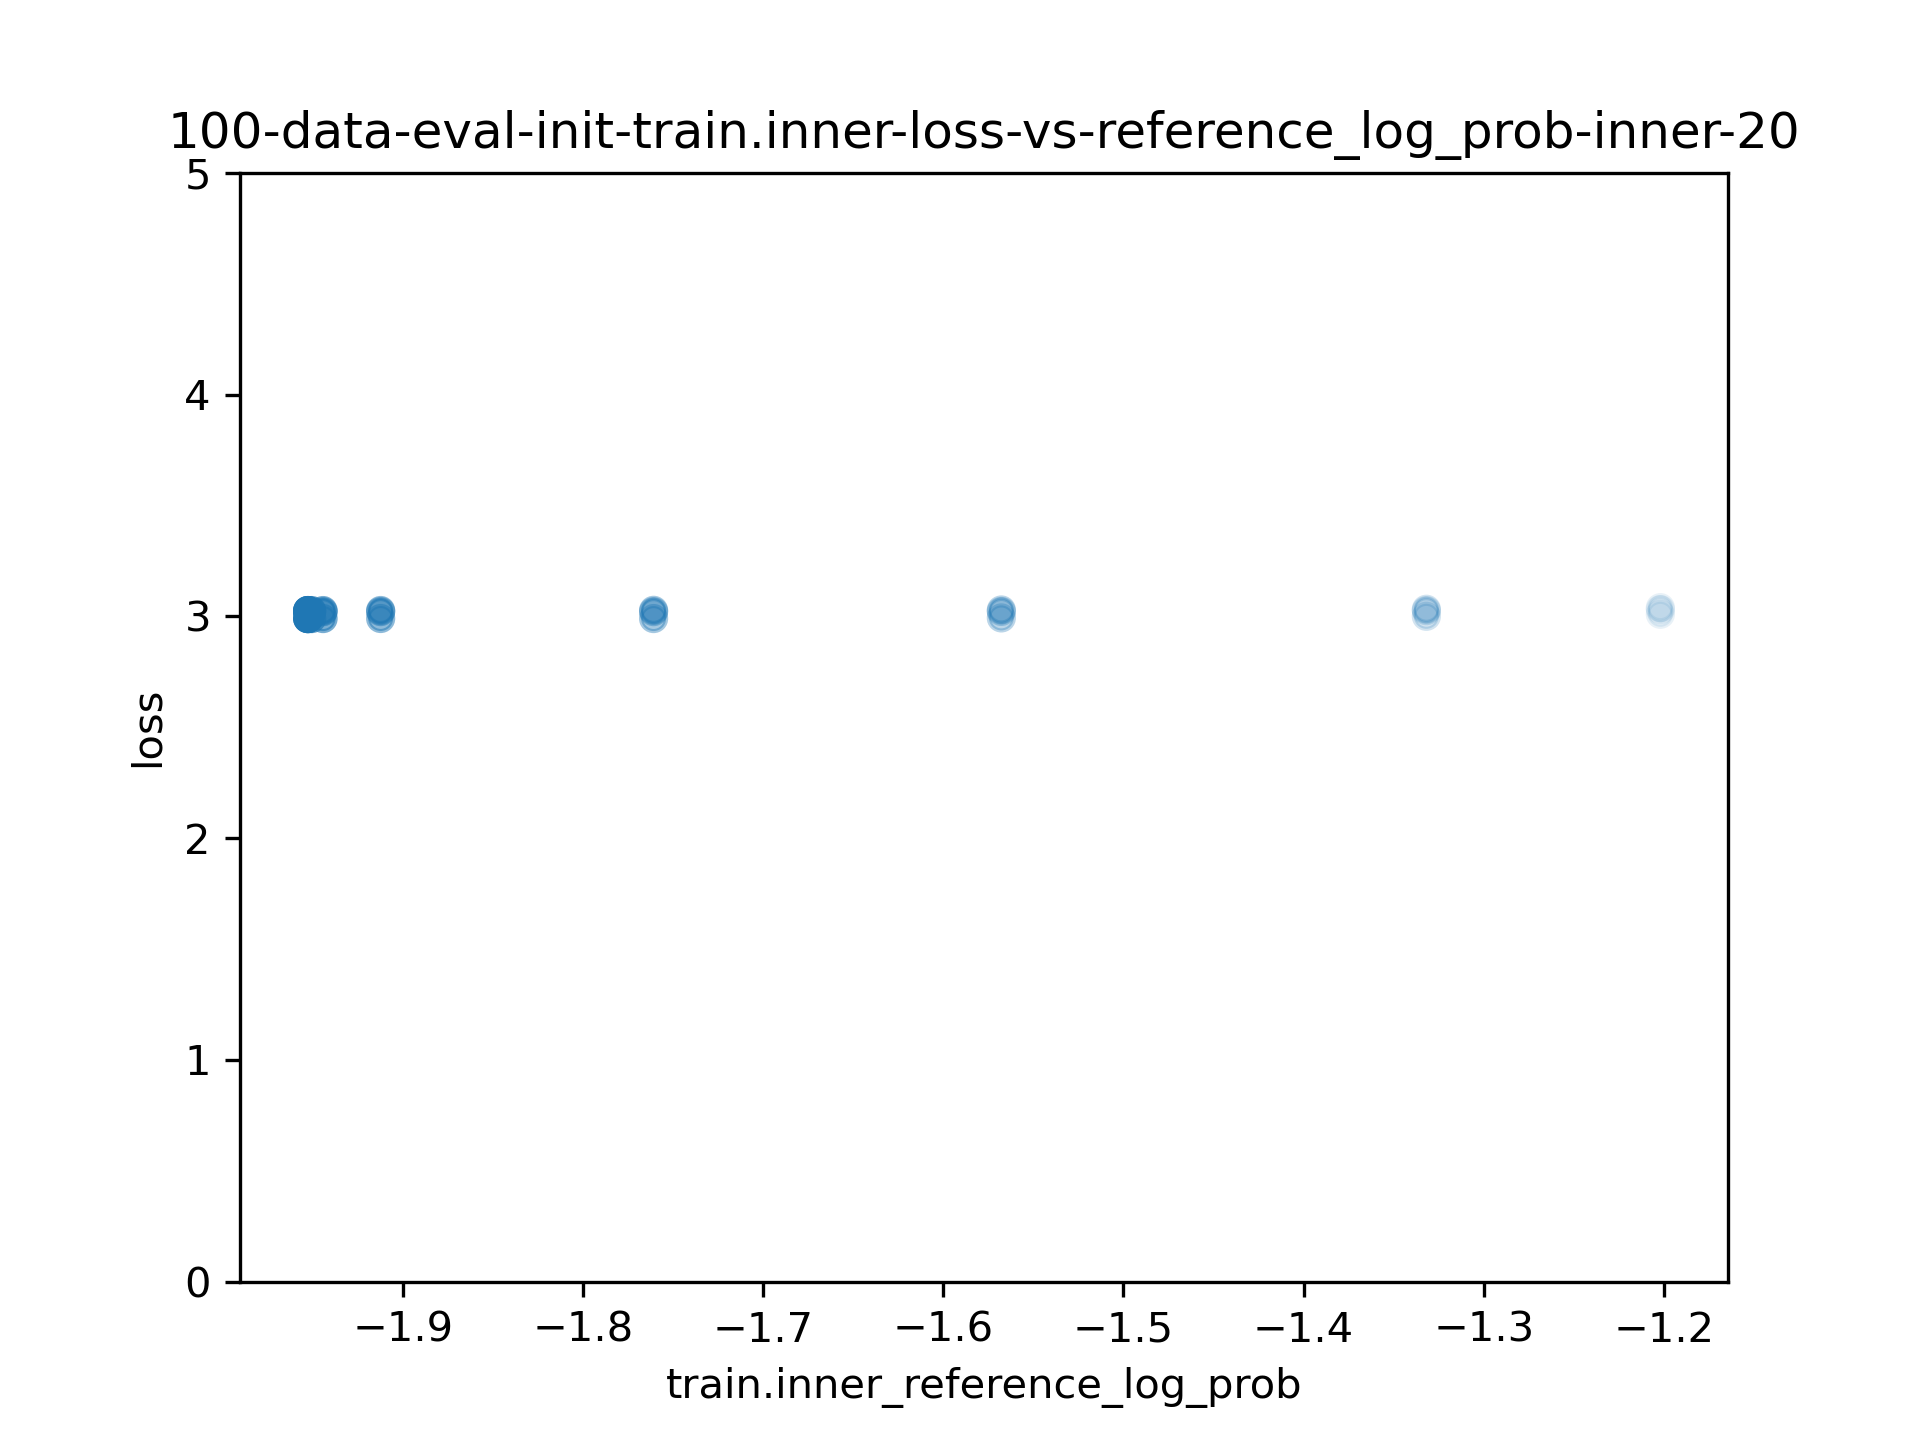 100-data-eval-init-train.inner-loss-vs-reference_log_prob-inner-20
5
4
3
2
1
0
loss
−1.9 −1.8 −1.7 −1.6 −1.5 −1.4 −1.3 −1.2
train.inner_reference_log_prob